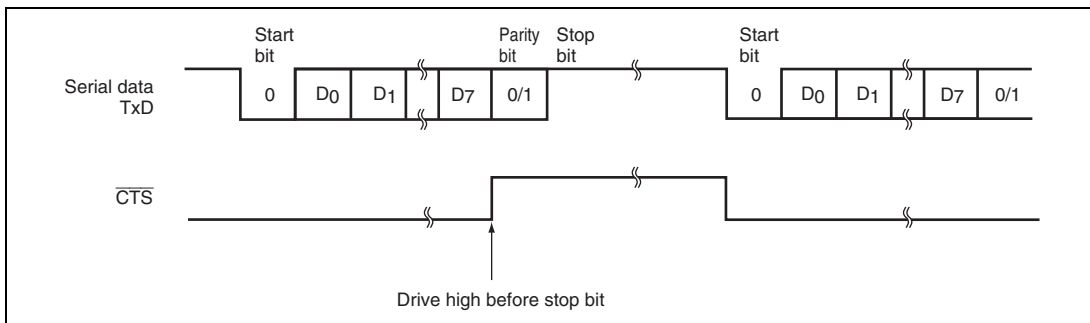 Start bit
Parity bit
Stop bit
Start bit
Serial data TxD
0 D0 D1 D7 0/1 0 D0 D1 D7 0/1
CTS
Drive high before stop bit